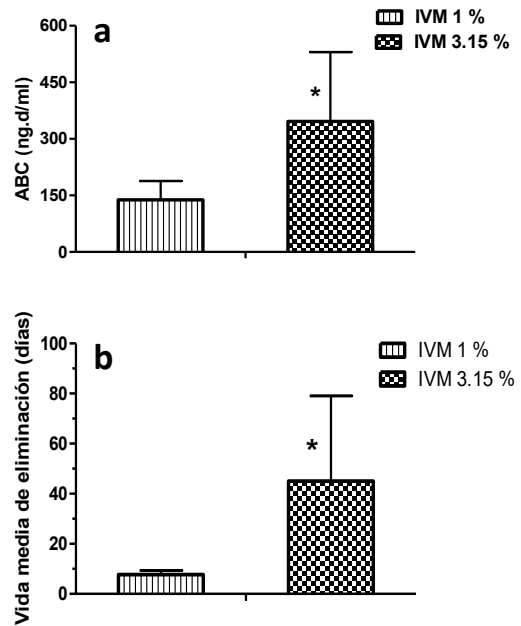 a
IVM 1 %
IVM 3.15 %
ABC (ng.d/ml)
600
450
300
150
0
*
b
IVM 1 %
IVM 3.15 %
Vida media de eliminación (días)
100
80
60
40
20
0
*